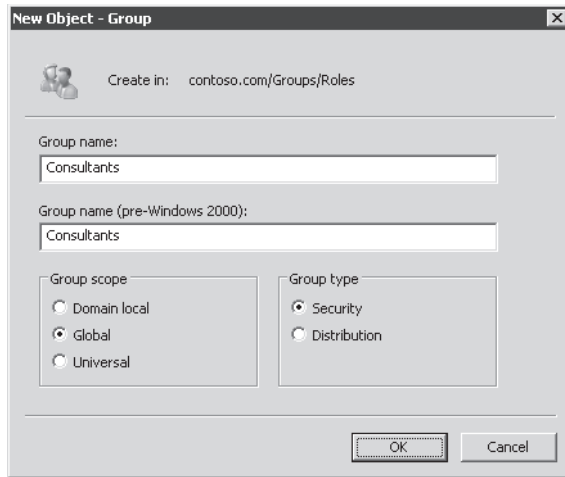 New Object - Group
Create in: contoso.com/Groups/Roles
Group name:
Consultants
Group name (pre-Windows 2000):
Consultants
Group scope
Domain local
Global
Universal
Group type
Security
Distribution
OK
Cancel